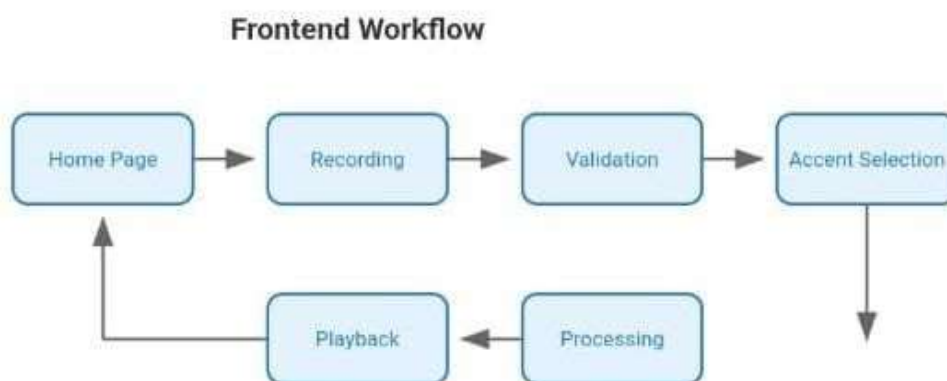 Frontend Workflow
Home Page
Recording
Validation
Accent Selection
Playback
Processing